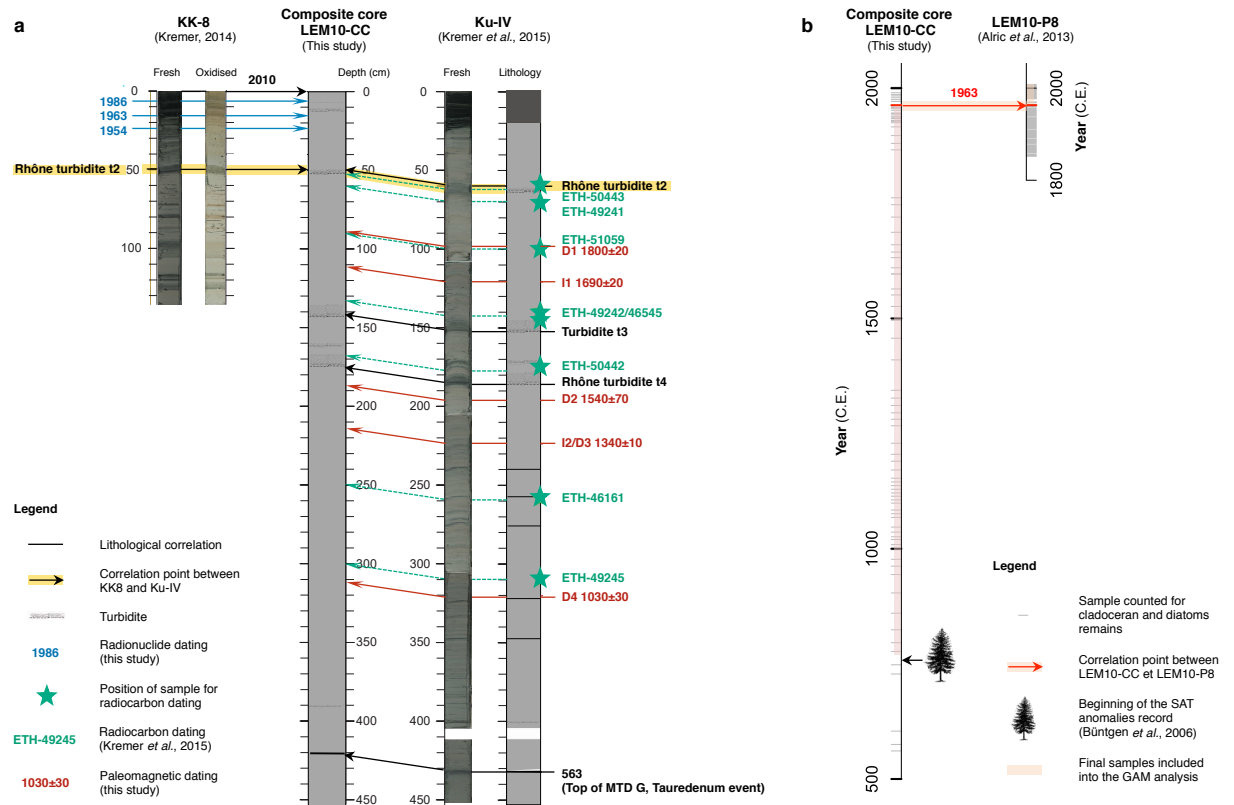 a
KK-8
(Kremer, 2014)
Composite core
LEM10-CC
(This study)
Ku-IV
(Kremer et al., 2015)
Fresh
Oxidised
2010
Depth (cm)
Fresh
Lithology
0
50
100
1986
1963
1954
Rhône turbidite t2
0
50
100
150
200
250
300
350
400
450
0
50
100
150
200
250
300
350
400
450
Rhône turbidite t2
ETH-50443
ETH-49241
ETH-51059
D1 1800±20
I1 1690±20
ETH-49242/46545
Turbidite t3
ETH-50442
Rhône turbidite t4
D2 1540±70
I2/D3 1340±10
ETH-46161
ETH-49245
D4 1030±30
563
(Top of MTD G, Tauredenum event)
Legend
Lithological correlation
Correlation point between
KK8 and Ku-IV
Turbidite
1986
Radionuclide dating
(this study)
Position of sample for
radiocarbon dating
ETH-49245
Radiocarbon dating
(Kremer et al., 2015)
1030±30
Paleomagnetic dating
(this study)
b
Composite core
LEM10-CC
(This study)
LEM10-P8
(Alric et al., 2013)
1963
2000
1500
1000
500
Year (C.E.)
2000
1800
Year (C.E.)
Legend
Sample counted for
cladoceran and diatoms
remains
Correlation point between
LEM10-CC et LEM10-P8
Beginning of the SAT
anomalies record
(Büntgen et al., 2006)
Final samples included
into the GAM analysis